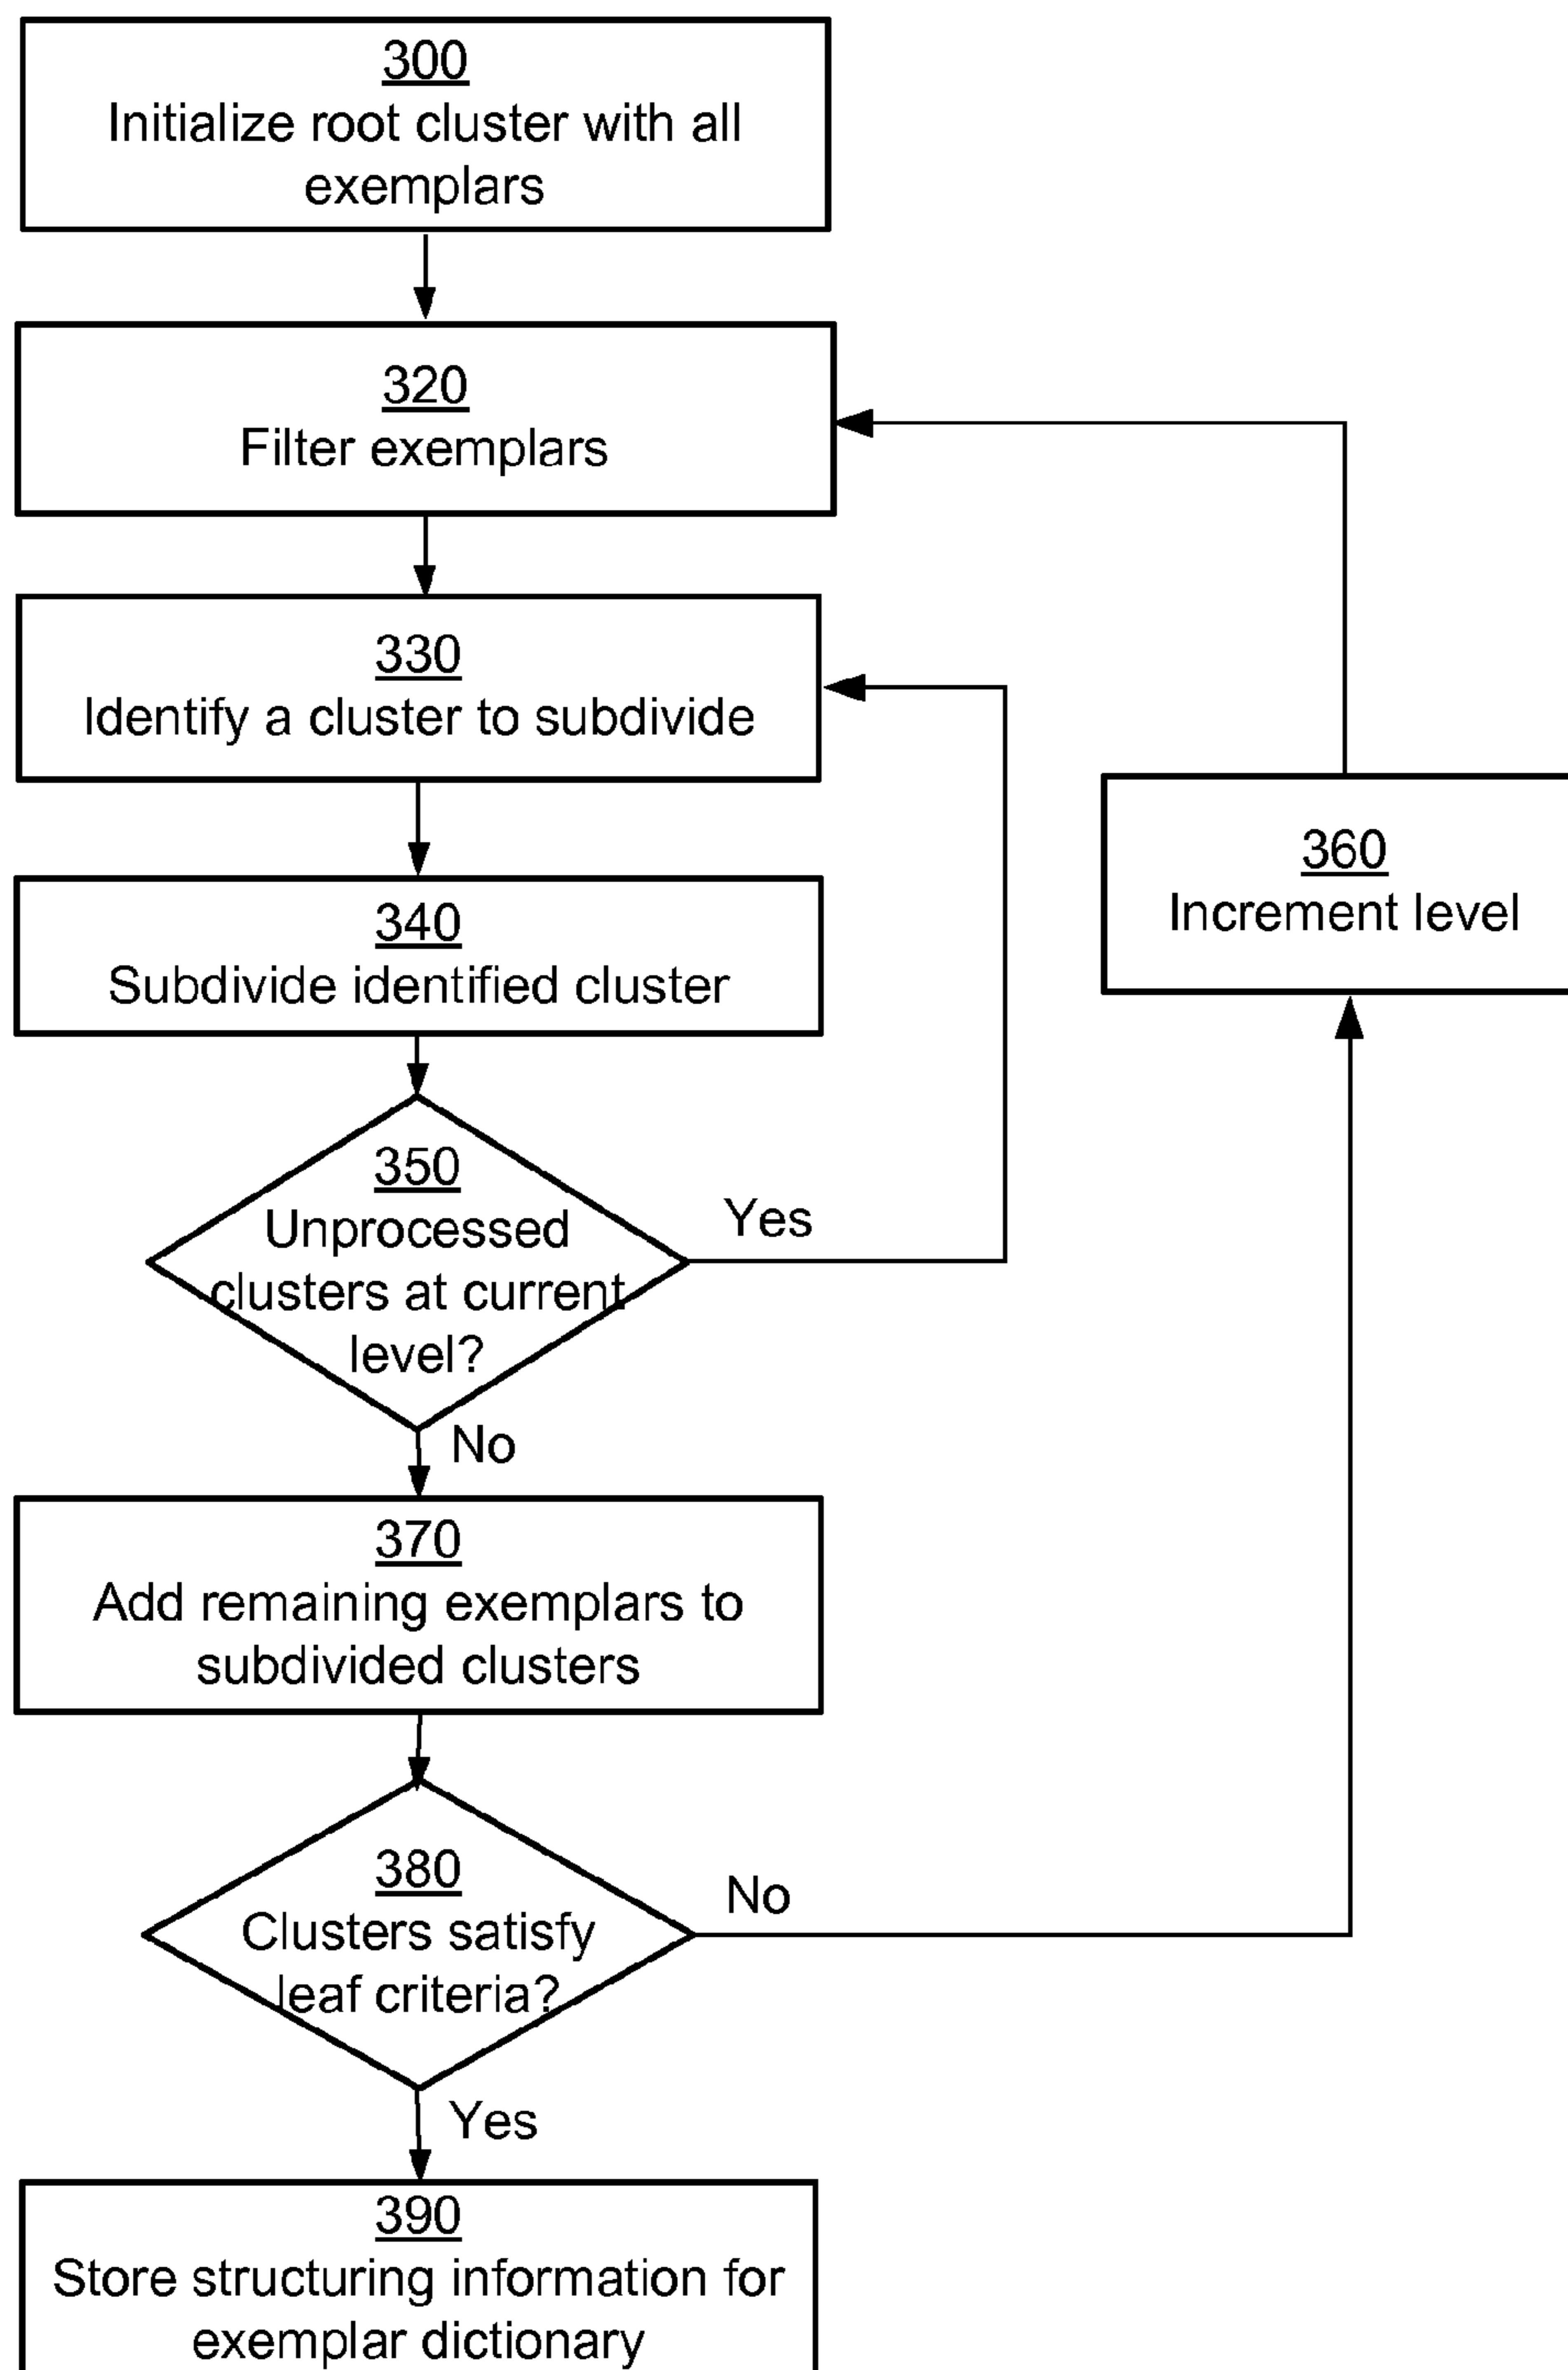 300
Initialize root cluster with all
exemplars
320
Filter exemplars
330
Identify a cluster to subdivide
340
Subdivide identified cluster
350
Unprocessed
clusters at current
level?
Yes
No
360
Increment level
370
Add remaining exemplars to
subdivided clusters
380
Clusters satisfy
leaf criteria?
No
Yes
390
Store structuring information for
exemplar dictionary